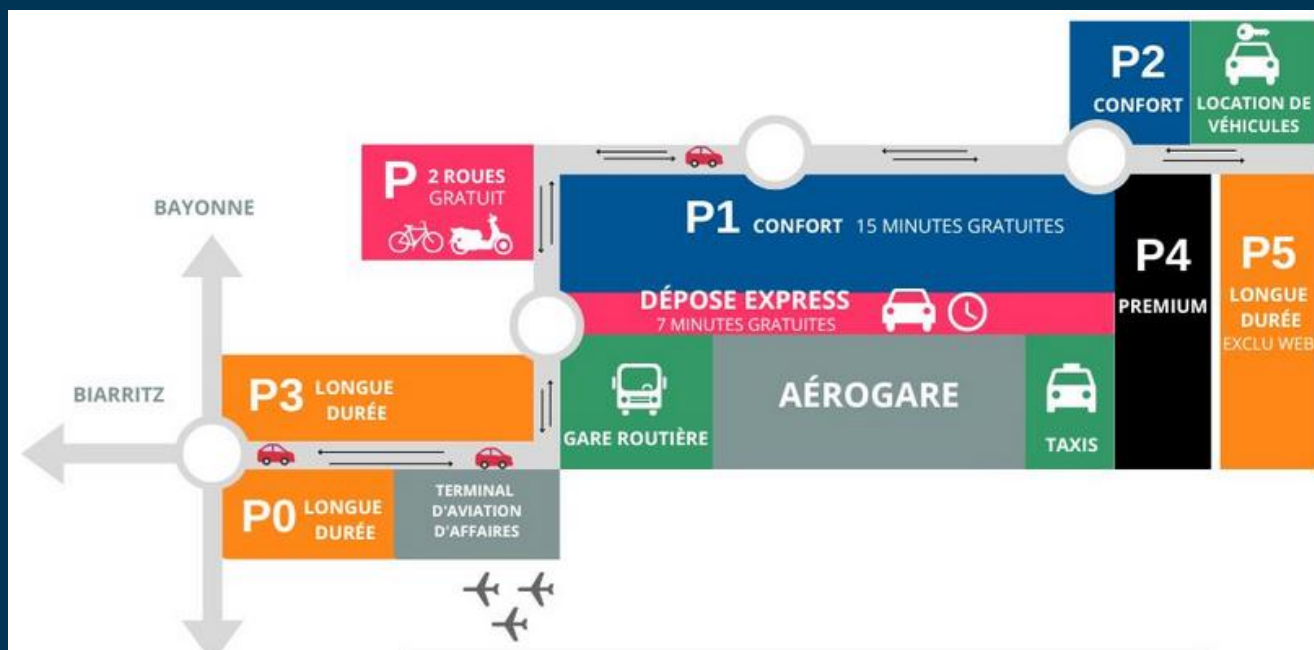 P2
CONFORT
LOCATION DE
VÉHICULES
P 2 ROUES
GRATUIT
BAYONNE
P1 CONFORT 15 MINUTES GRATUITES
P4
PREMIUM
P5
LONGUE
DURÉE
EXCLU WEB
DÉPOSE EXPRESS
7 MINUTES GRATUITES
BIARRITZ
P3 LONGUE
DURÉE
GARE ROUTIÈRE
AÉROGARE
TAXIS
P0 LONGUE
DURÉE
TERMINAL
D'AVIATION
D'AFFAIRES